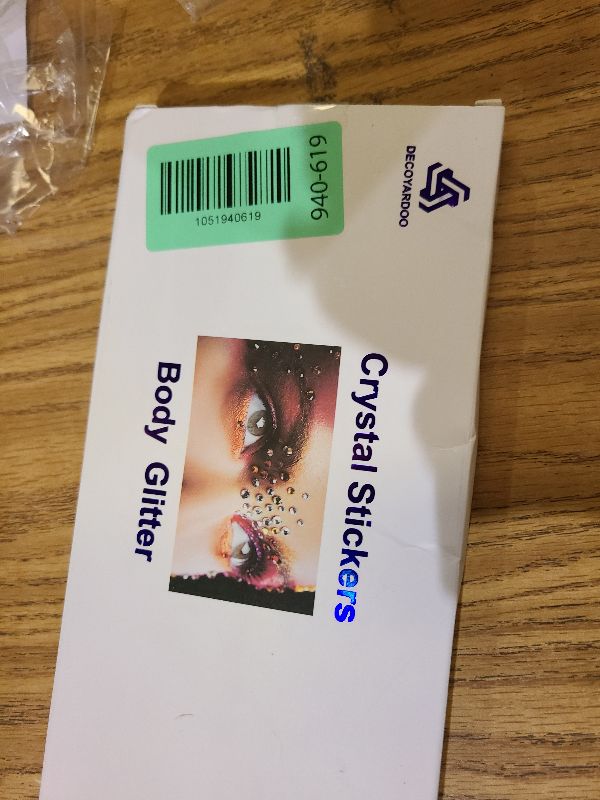 DECOYARDOO
Crystal Stickers
Body Glitter
1051940619
940-619